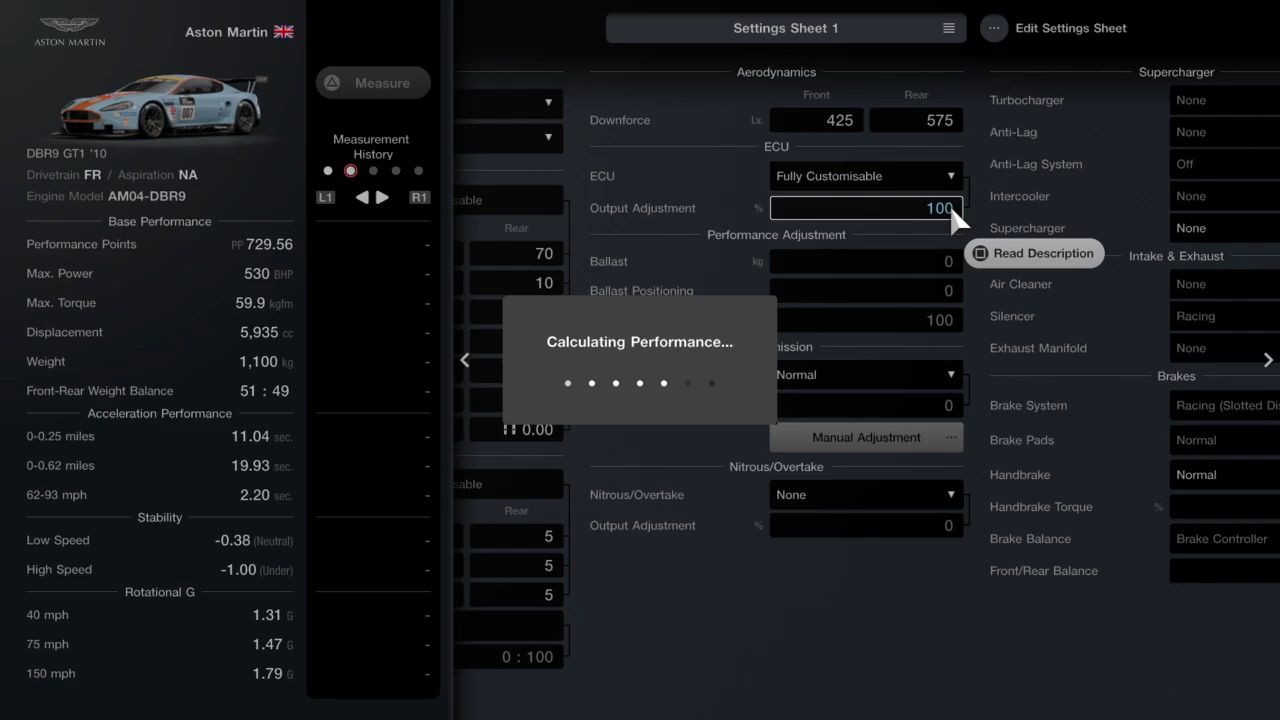 ASTON MARTIN
Aston Martin
007
DBR9 GT1 '10
Drivetrain FR / Aspiration NA
Engine Model AM04-DBR9
Base Performance
Performance Points PP 729.56
Max. Power 530 BHP
Max. Torque 59.9 kgfm
Displacement 5,935 cc
Weight 1,100 kg
Front-Rear Weight Balance 51 : 49
Acceleration Performance
0-0.25 miles 11.04 sec.
0-0.62 miles 19.93 sec.
62-93 mph 2.20 sec.
Stability
Low Speed -0.38 (Neutral)
High Speed -1.00 (Under)
Rotational G
40 mph 1.31 G
75 mph 1.47 G
150 mph 1.79 G
Measure
Measurement
History
L1 R1
Settings Sheet 1
Edit Settings Sheet
sable
Rear
70
10
0.00
sable
Rear
5
5
5
0 : 100
Aerodynamics
Front Rear
Downforce Lv. 425 575
ECU
ECU Fully Customisable
Output Adjustment % 100
Performance Adjustment
Ballast kg 0
Ballast Positioning 0
100
Calculating Performance...
mission
Normal
0
Manual Adjustment ...
Nitrous/Overtake
Nitrous/Overtake None
Output Adjustment % 0
Supercharger
Turbocharger None
Anti-Lag None
Anti-Lag System Off
Intercooler None
Supercharger None
Read Description
Intake & Exhaust
Air Cleaner None
Silencer Racing
Exhaust Manifold None
Brakes
Brake System Racing (Slotted Di
Brake Pads Normal
Handbrake Normal
Handbrake Torque %
Brake Balance Brake Controller
Front/Rear Balance